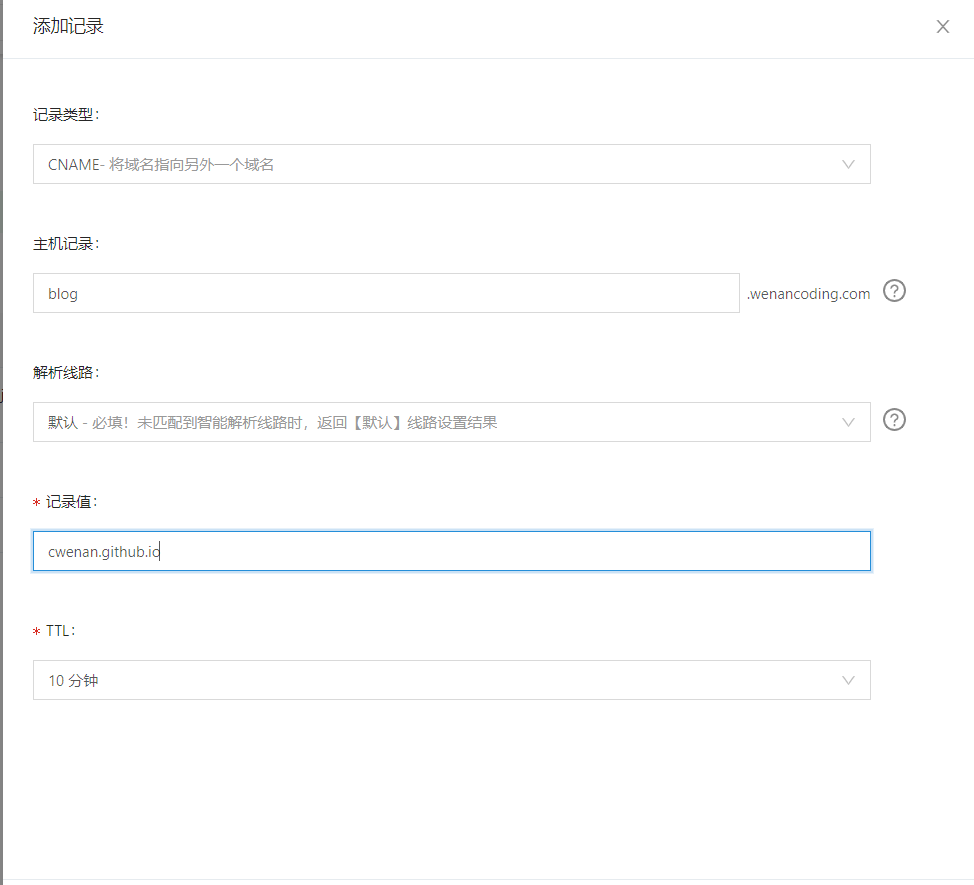 添加记录
记录类型：
CNAME- 将域名指向另外一个域名
主机记录：
blog
.wenancoding.com
解析线路：
默认 - 必填！未匹配到智能解析线路时，返回【默认】线路设置结果
* 记录值：
cwenan.github.io
* TTL：
10 分钟